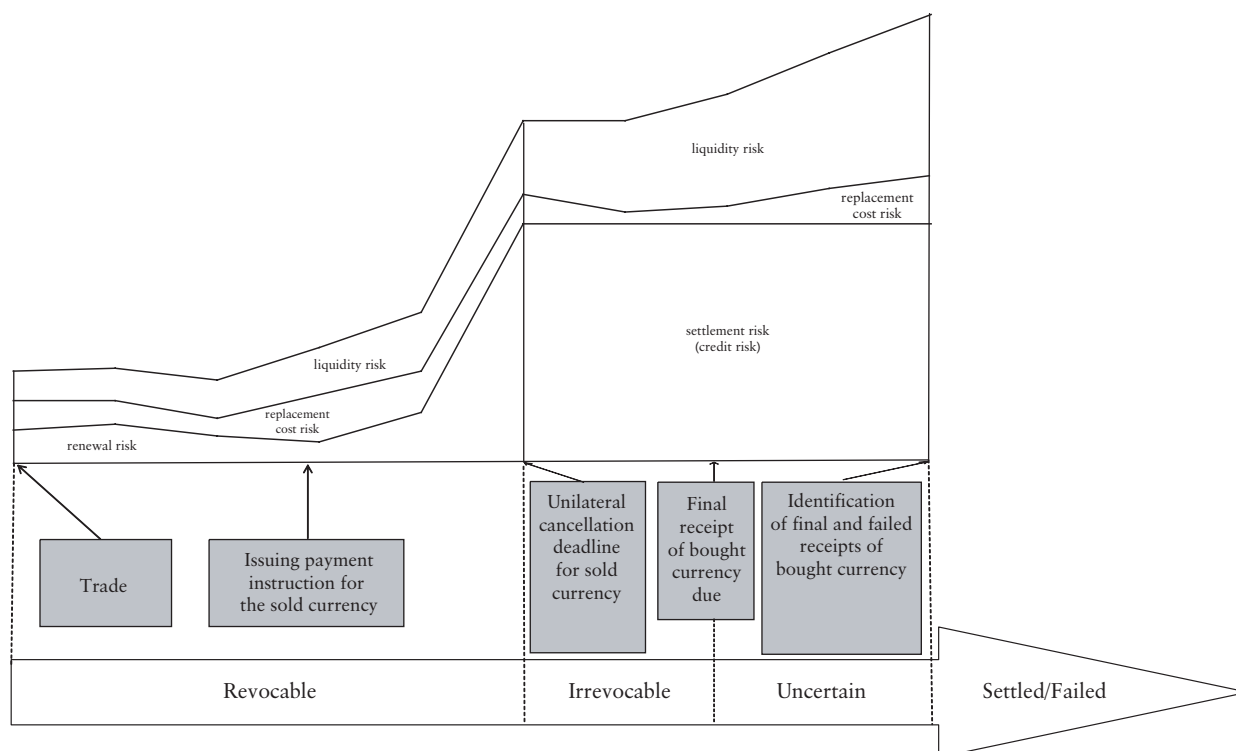 liquidity risk
replacement
cost risk
settlement risk
(credit risk)
liquidity risk
replacement
cost risk
renewal risk
Trade
Issuing payment
instruction for
the sold currency
Unilateral
cancellation
deadline
for sold
currency
Final
receipt
of bought
currency
due
Identification
of final and failed
receipts of
bought currency
Revocable
Irrevocable
Uncertain
Settled/Failed